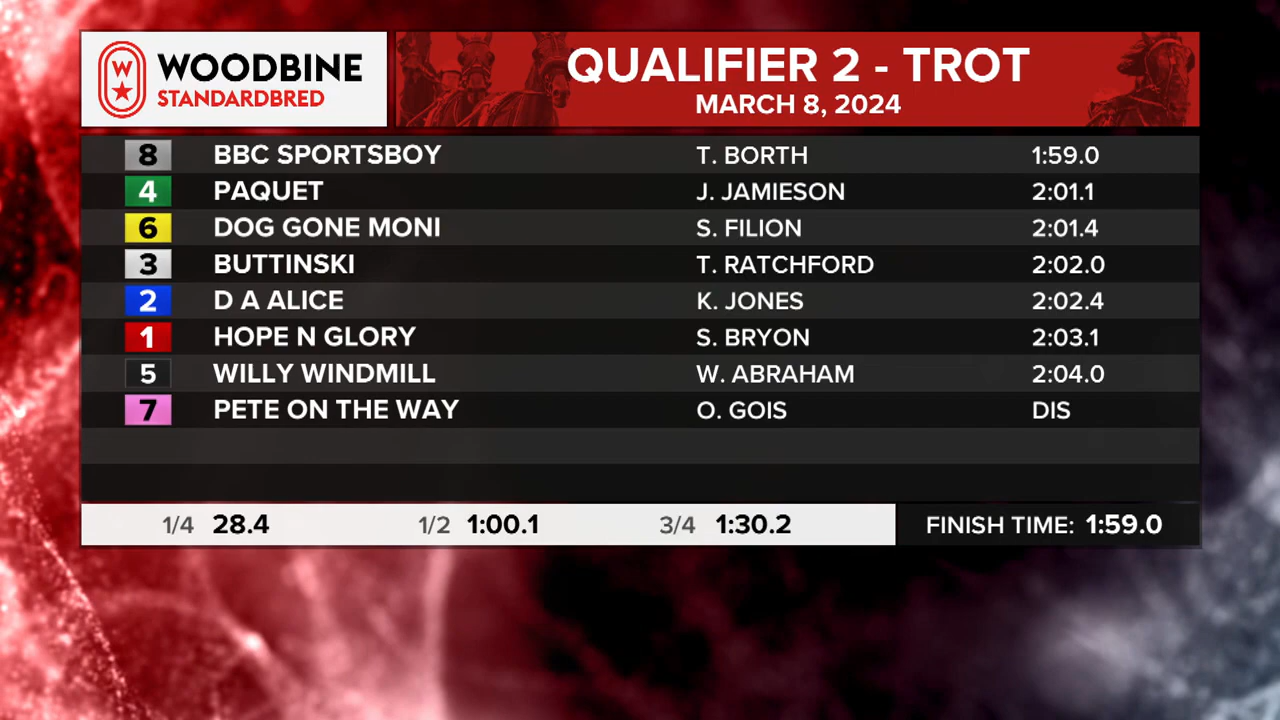 W
WOODBINE
STANDARDBRED
QUALIFIER 2 - TROT
MARCH 8, 2024
8 BBC SPORTSBOY T. BORTH 1:59.0
4 PAQUET J. JAMIESON 2:01.1
6 DOG GONE MONI S. FILION 2:01.4
3 BUTTINSKI T. RATCHFORD 2:02.0
2 D A ALICE K. JONES 2:02.4
1 HOPE N GLORY S. BRYON 2:03.1
5 WILLY WINDMILL W. ABRAHAM 2:04.0
7 PETE ON THE WAY O. GOIS DIS
1/4 28.4 1/2 1:00.1 3/4 1:30.2 FINISH TIME: 1:59.0